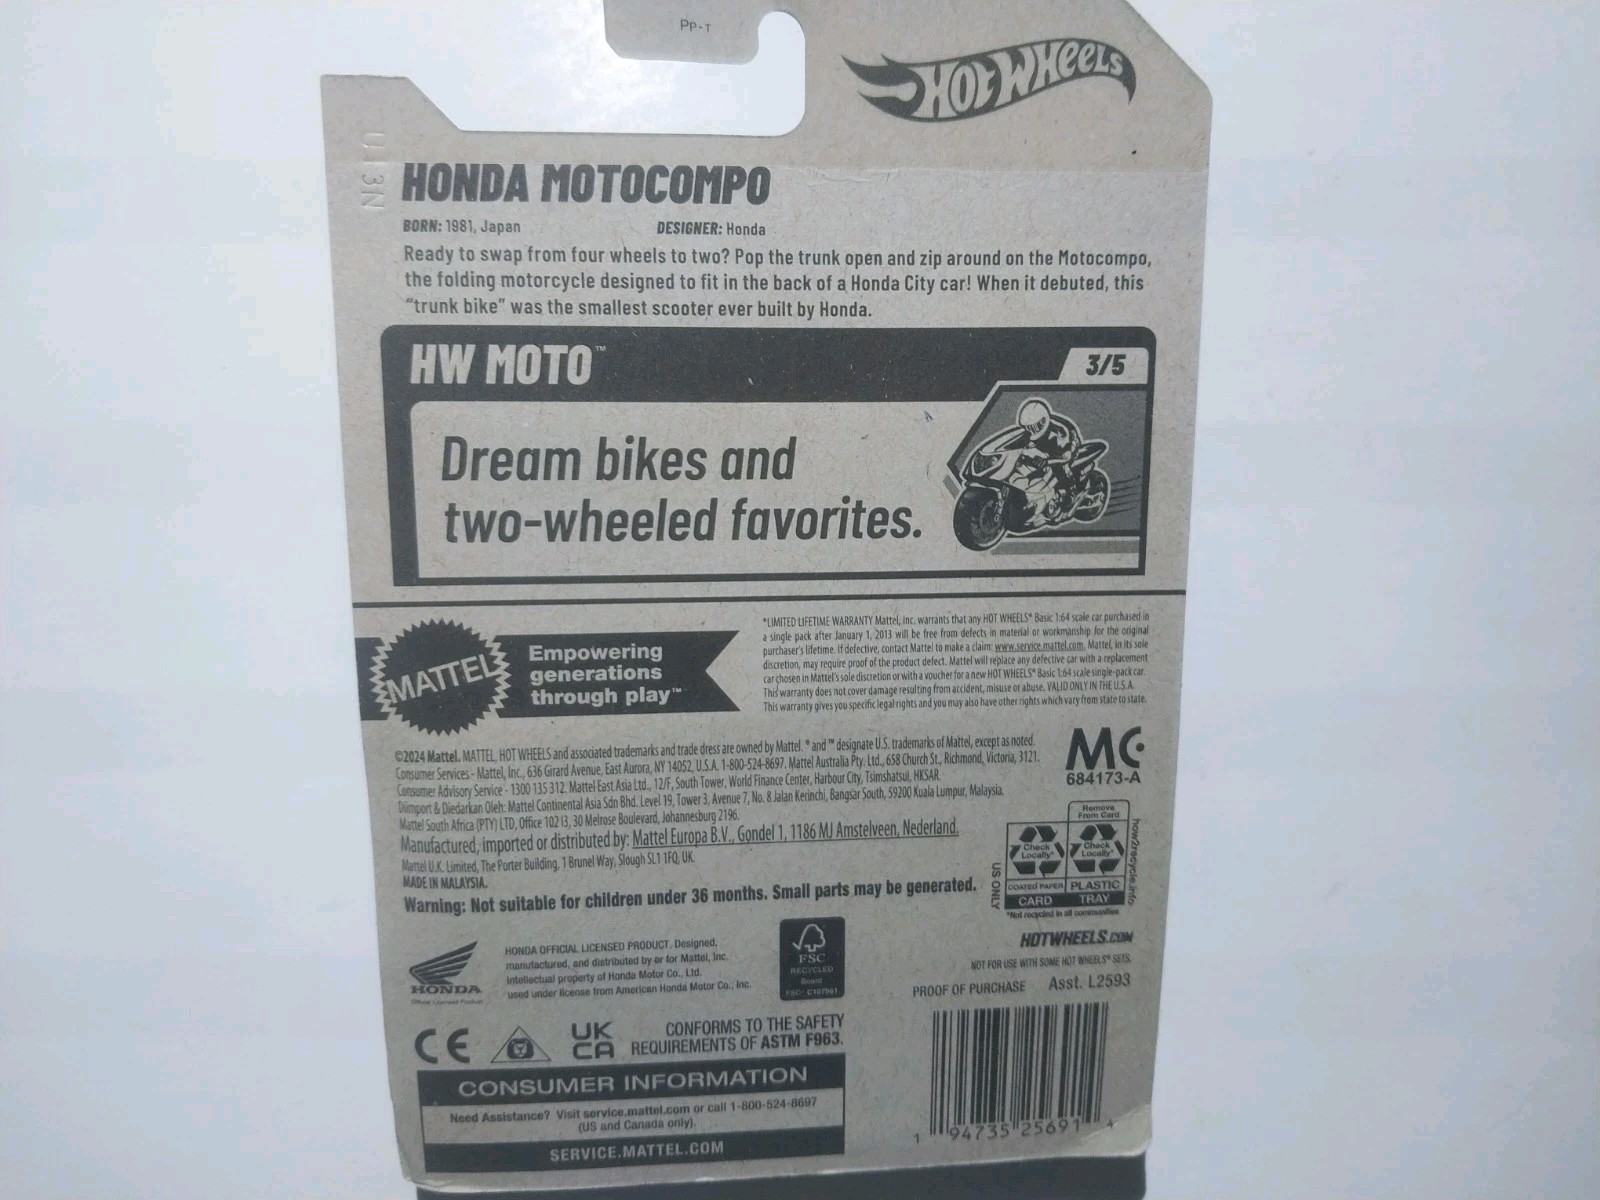 PP-T
HOT WHEELS
HONDA MOTOCOMPO
BORN: 1981, Japan DESIGNER: Honda
Ready to swap from four wheels to two? Pop the trunk open and zip around on the Motocompo,
the folding motorcycle designed to fit in the back of a Honda City car! When it debuted, this
"trunk bike" was the smallest scooter ever built by Honda.
HW MOTO™
3/5
Dream bikes and
two-wheeled favorites.
MATTEL
Empowering
generations
through play™
*LIMITED LIFETIME WARRANTY Mattel, Inc. warrants that any HOT WHEELS® Basic 1:64 scale car purchased in
a single pack after January 1, 2013 will be free from defects in material or workmanship for the original
purchaser's lifetime. If defective, contact Mattel to make a claim: www.service.mattel.com. Mattel, in its sole
discretion, may require proof of the product defect. Mattel will replace any defective car with a replacement
car chosen in Mattel's sole discretion or with a voucher for a new HOT WHEELS® Basic 1:64 scale single-pack car.
This warranty does not cover damage resulting from accident, misuse or abuse. VALID ONLY IN THE U.S.A.
This warranty gives you specific legal rights and you may also have other rights which vary from state to state.
©2024 Mattel. MATTEL, HOT WHEELS and associated trademarks and trade dress are owned by Mattel. ® and ™ designate U.S. trademarks of Mattel, except as noted.
Consumer Services - Mattel, Inc., 636 Girard Avenue, East Aurora, NY 14052, U.S.A. 1-800-524-8697. Mattel Australia Pty. Ltd., 658 Church St., Richmond, Victoria, 3121.
Consumer Advisory Service - 1300 135 312. Mattel East Asia Ltd., 12/F, South Tower, World Finance Center, Harbour City, Tsimshatsui, HKSAR.
Diimport & Diedarkan Oleh: Mattel Continental Asia Sdn Bhd. Level 19, Tower 3, Avenue 7, No. 8 Jalan Kerinchi, Bangsar South, 59200 Kuala Lumpur, Malaysia.
Mattel South Africa (PTY) LTD, Office 102 I3, 30 Melrose Boulevard, Johannesburg 2196.
Manufactured, imported or distributed by: Mattel Europa B.V., Gondel 1, 1186 MJ Amstelveen, Nederland.
Mattel U.K. Limited, The Porter Building, 1 Brunel Way, Slough SL1 1FQ, UK.
MADE IN MALAYSIA.
Warning: Not suitable for children under 36 months. Small parts may be generated.
MC
684173-A
Remove
From Card
Check
Locally*
Check
Locally*
COATED PAPER PLASTIC
CARD TRAY
US ONLY
how2recycle.info
*Not recycled in all communities
HOTWHEELS.COM
NOT FOR USE WITH SOME HOT WHEELS® SETS.
PROOF OF PURCHASE Asst. L2593
HONDA
Official Licensed Product
HONDA OFFICIAL LICENSED PRODUCT. Designed,
manufactured, and distributed by or for Mattel, Inc.
Intellectual property of Honda Motor Co., Ltd.
used under license from American Honda Motor Co., Inc.
FSC
RECYCLED
Board
CE
UK
CA
CONFORMS TO THE SAFETY
REQUIREMENTS OF ASTM F963.
CONSUMER INFORMATION
Need Assistance? Visit service.mattel.com or call 1-800-524-8697
(US and Canada only).
SERVICE.MATTEL.COM
1 94735 25691 4